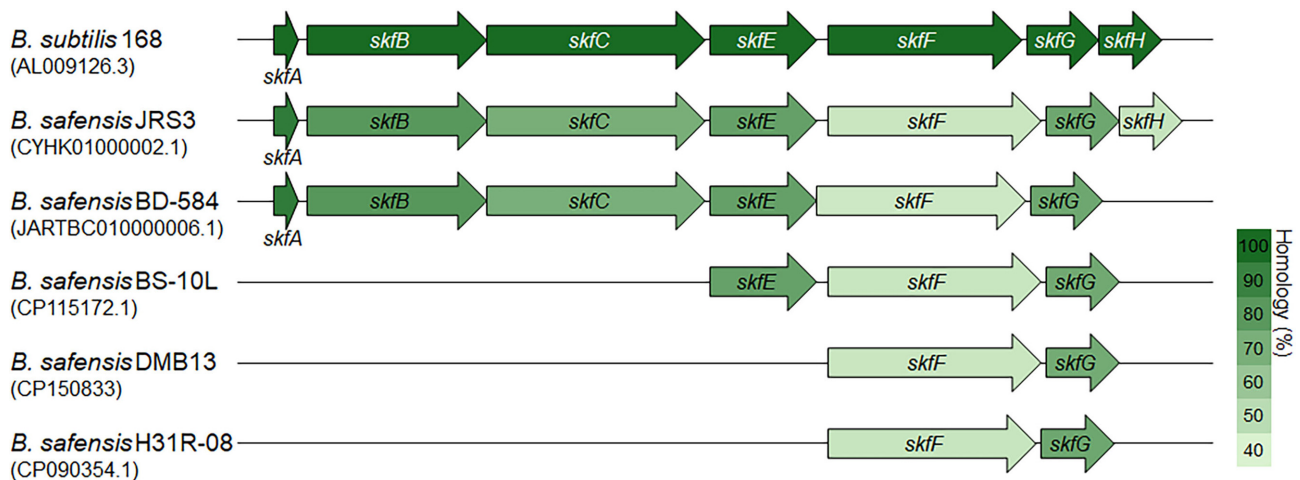 B. subtilis 168
(AL009126.3)
skfA
skfB
skfC
skfE
skfF
skfG
skfH
B. safensis JRS3
(CYHK01000002.1)
skfA
skfB
skfC
skfE
skfF
skfG
skfH
B. safensis BD-584
(JARTBC010000006.1)
skfA
skfB
skfC
skfE
skfF
skfG
B. safensis BS-10L
(CP115172.1)
skfE
skfF
skfG
B. safensis DMB13
(CP150833)
skfF
skfG
B. safensis H31R-08
(CP090354.1)
skfF
skfG
100
90
80
70
60
50
40
Homology (%)